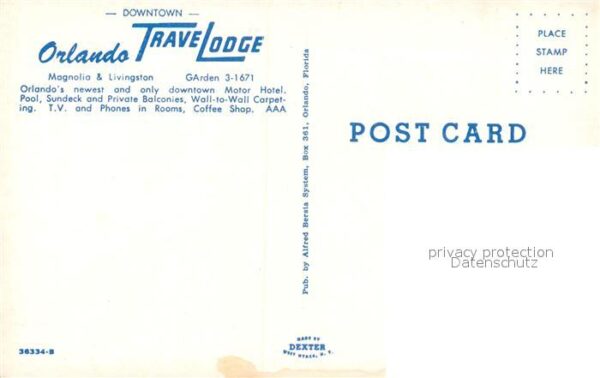 — DOWNTOWN —
Orlando TRAVELODGE
Magnolia & Livingston GArden 3-1671
Orlando's newest and only downtown Motor Hotel.
Pool, Sundeck and Private Balconies, Wall-to-Wall Carpet-
ing. T.V. and Phones in Rooms, Coffee Shop. AAA
36334-B
Pub. by Alfred Bersia System, Box 361, Orlando, Florida
MADE BY
DEXTER
WEST NYACK, N. Y.
PLACE
STAMP
HERE
POST CARD
privacy protection
Datenschutz